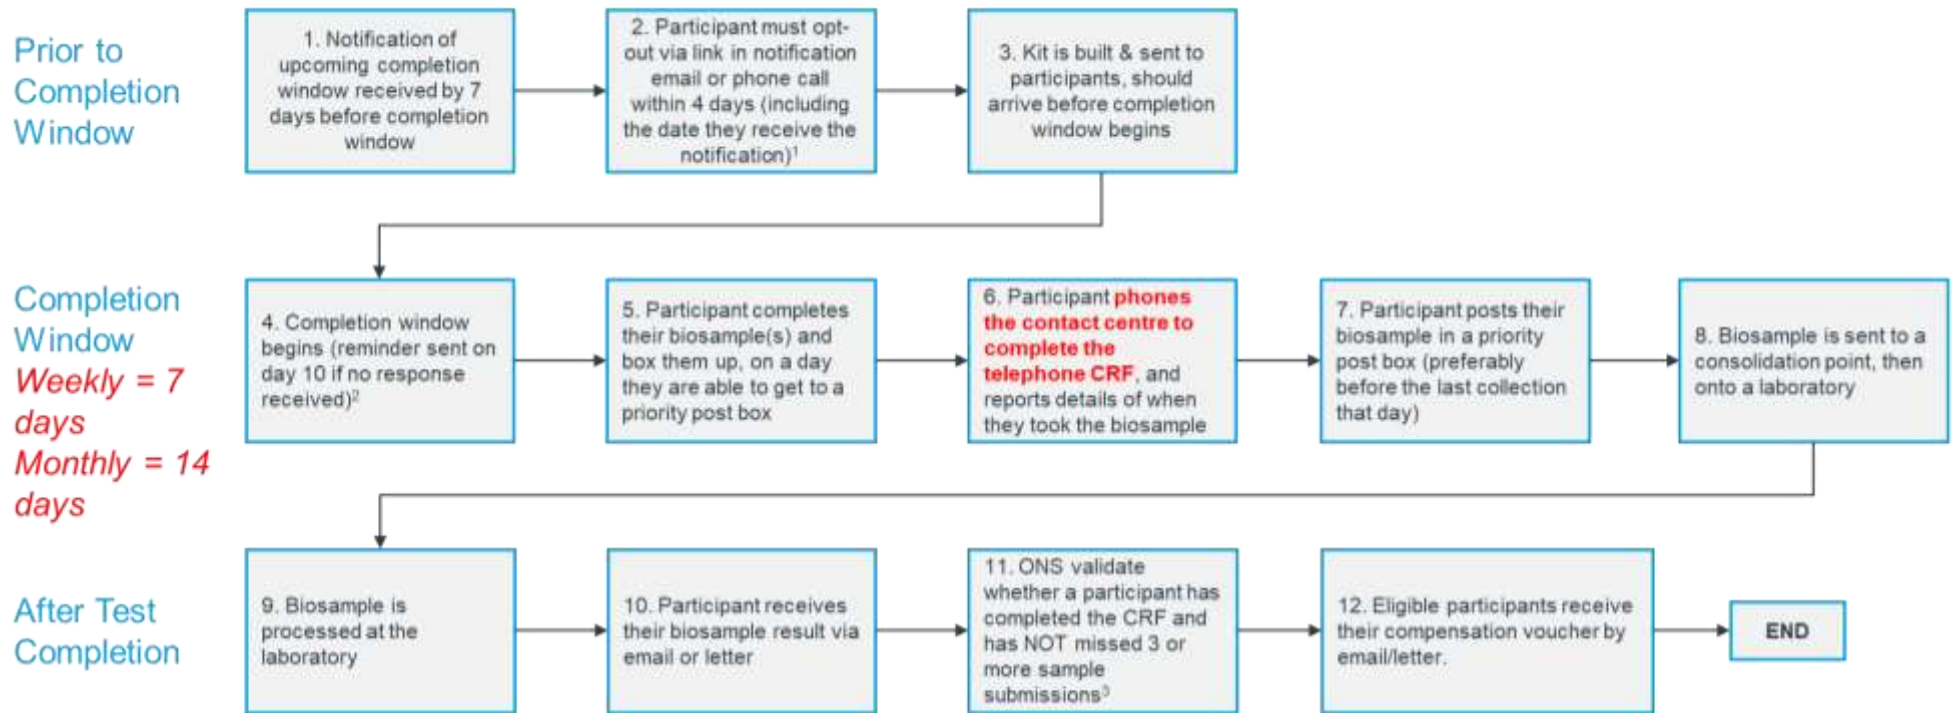 Prior to
Completion
Window
1. Notification of
upcoming completion
window received by 7
days before completion
window
2. Participant must opt-
out via link in notification
email or phone call
within 4 days (including
the date they receive the
notification)¹
3. Kit is built & sent to
participants, should
arrive before completion
window begins
Completion
Window
Weekly = 7
days
Monthly = 14
days
4. Completion window
begins (reminder sent on
day 10 if no response
received)²
5. Participant completes
their biosample(s) and
box them up, on a day
they are able to get to a
priority post box
6. Participant phones
the contact centre to
complete the
telephone CRF, and
reports details of when
they took the biosample
7. Participant posts their
biosample in a priority
post box (preferably
before the last collection
that day)
8. Biosample is sent to a
consolidation point, then
onto a laboratory
After Test
Completion
9. Biosample is
processed at the
laboratory
10. Participant receives
their biosample result via
email or letter
11. ONS validate
whether a participant has
completed the CRF and
has NOT missed 3 or
more sample
submissions³
12. Eligible participants receive
their compensation voucher by
email/letter.
END